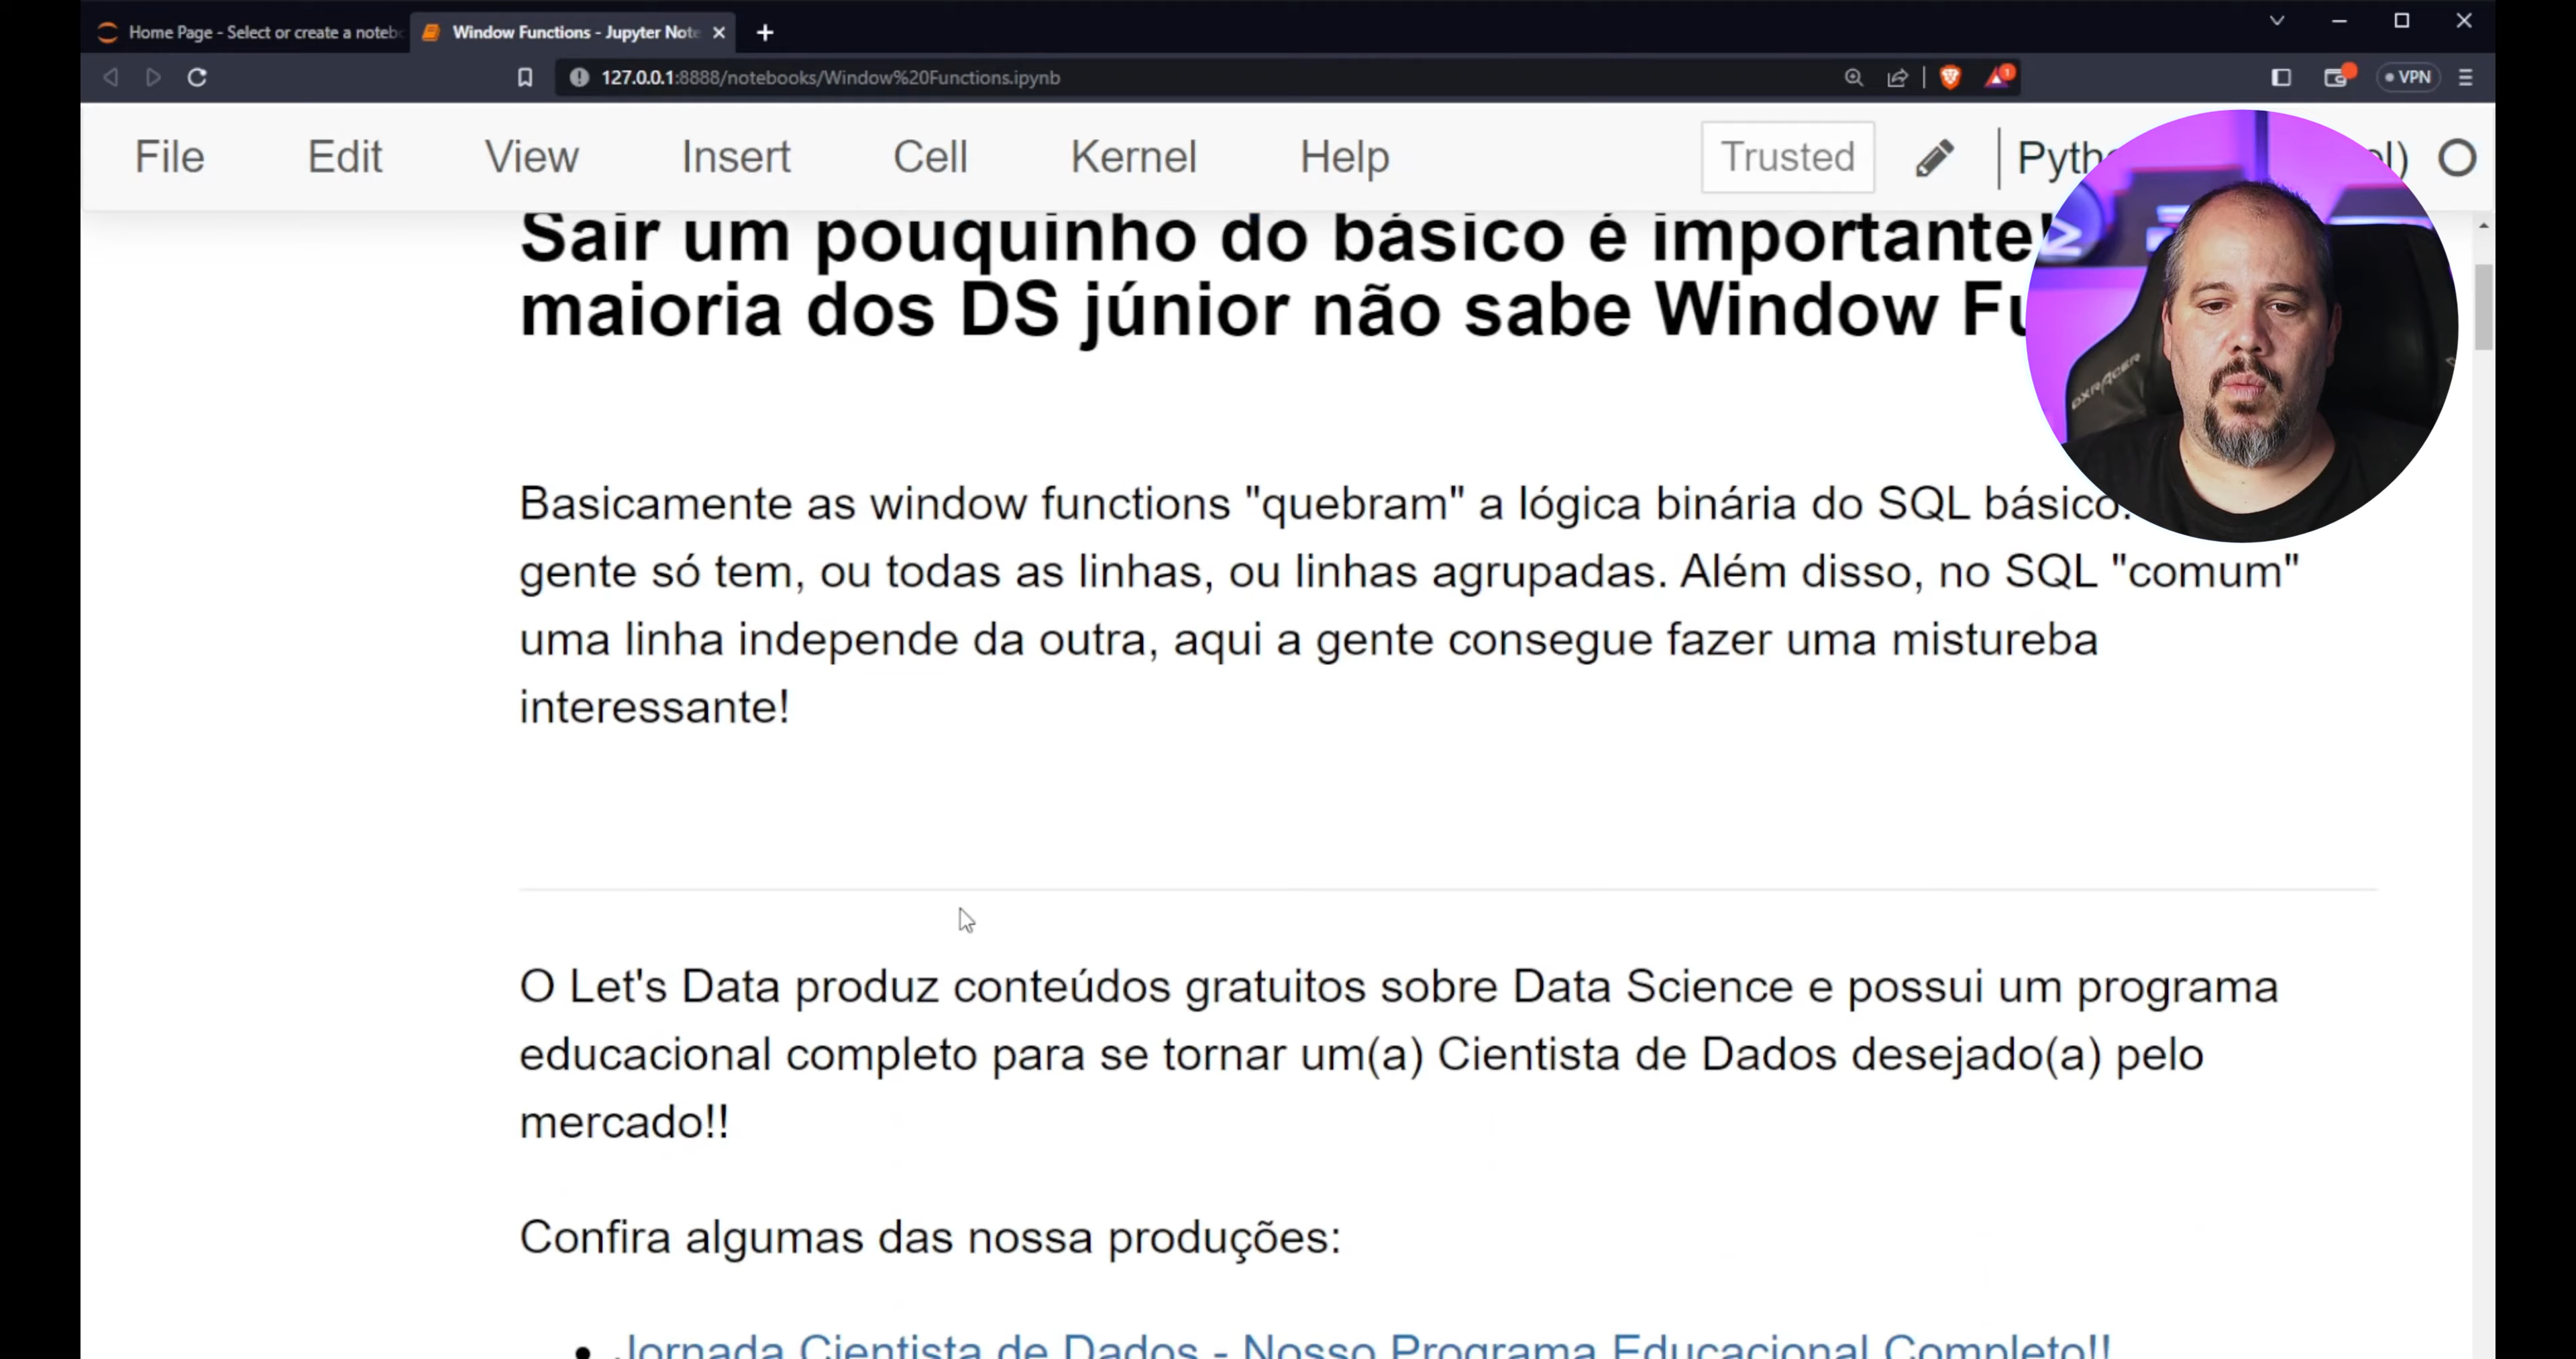 Home Page - Select or create a noteb
Window Functions - Jupyter Note
127.0.0.1:8888/notebooks/Window%20Functions.ipynb
1
VPN
File Edit View Insert Cell Kernel Help Trusted
Sair um pouquinho do básico é importante!
maioria dos DS júnior não sabe Window
DXRACER
Basicamente as window functions "quebram" a lógica binária do SQL básico.
gente só tem, ou todas as linhas, ou linhas agrupadas. Além disso, no SQL "comum"
uma linha independe da outra, aqui a gente consegue fazer uma mistureba
interessante!
O Let's Data produz conteúdos gratuitos sobre Data Science e possui um programa
educacional completo para se tornar um(a) Cientista de Dados desejado(a) pelo
mercado!!
Confira algumas das nossa produções:
• Jornada Cientista de Dados - Nosso Programa Educacional Completo!!